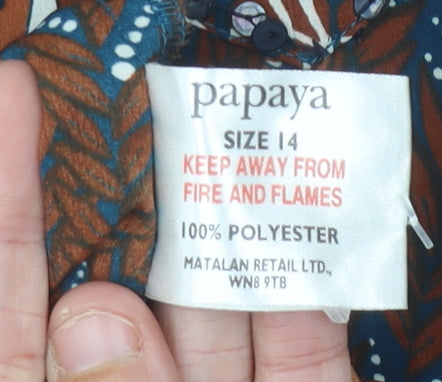 papaya
SIZE 14
KEEP AWAY FROM
FIRE AND FLAMES
100% POLYESTER
MATALAN RETAIL LTD.,
WN8 9TB